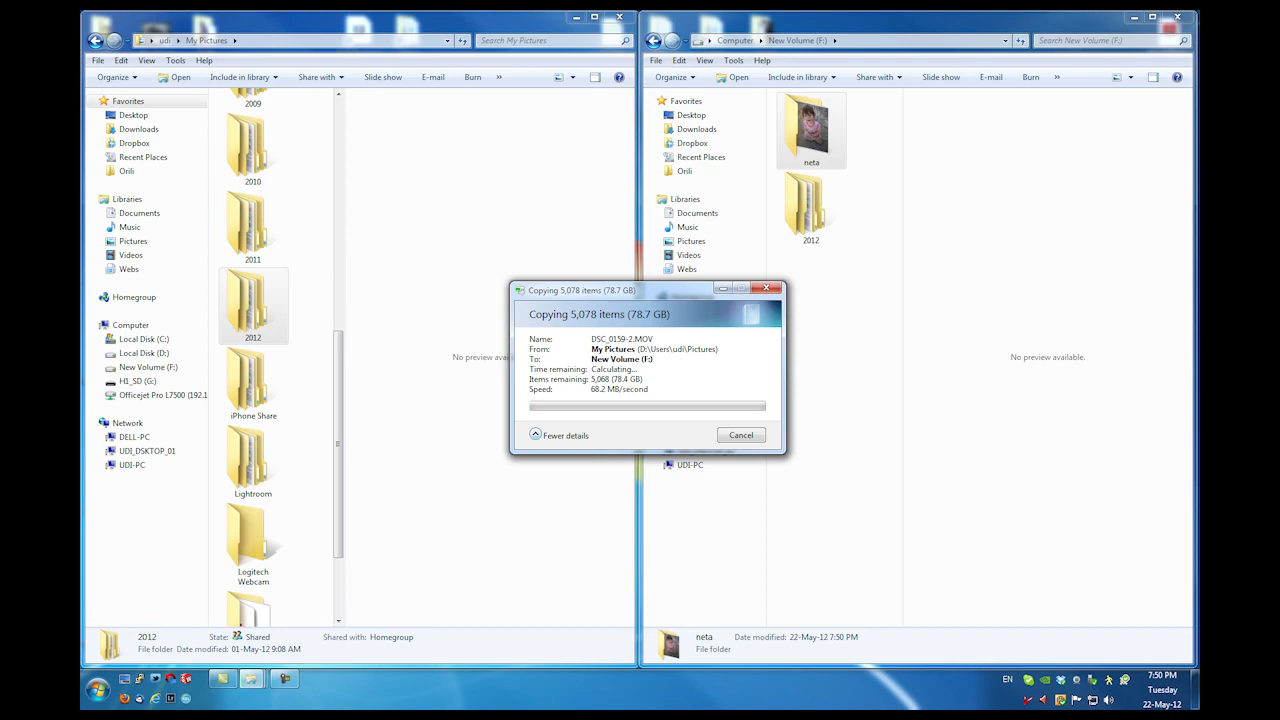 udi ▸ My Pictures ▸
Search My Pictures
File Edit View Tools Help
Organize Open Include in library Share with Slide show E-mail Burn »
Favorites
Desktop
Downloads
Dropbox
Recent Places
Orili
Libraries
Documents
Music
Pictures
Videos
Webs
Homegroup
Computer
Local Disk (C:)
Local Disk (D:)
New Volume (F:)
H1_SD (G:)
Officejet Pro L7500 (192.1
Network
DELL-PC
UDI_DSKTOP_01
UDI-PC
2009
2010
2011
2012
iPhone Share
Lightroom
Logitech
Webcam
No preview
2012 State: Shared Shared with: Homegroup
File folder Date modified: 01-May-12 9:08 AM
Computer ▸ New Volume (F:) ▸
Search New Volume (F:)
File Edit View Tools Help
Organize Open Include in library Share with Slide show E-mail Burn »
Favorites
Desktop
Downloads
Dropbox
Recent Places
Orili
Libraries
Documents
Music
Pictures
Videos
Webs
UDI-PC
neta
2012
No preview available.
neta Date modified: 22-May-12 7:50 PM
File folder
Copying 5,078 items (78.7 GB)
Copying 5,078 items (78.7 GB)
Name: DSC_0159-2.MOV
From: My Pictures (D:\Users\udi\Pictures)
To: New Volume (F:)
Time remaining: Calculating...
Items remaining: 5,068 (78.4 GB)
Speed: 68.2 MB/second
Fewer details
Cancel
EN
7:50 PM
Tuesday
22-May-12